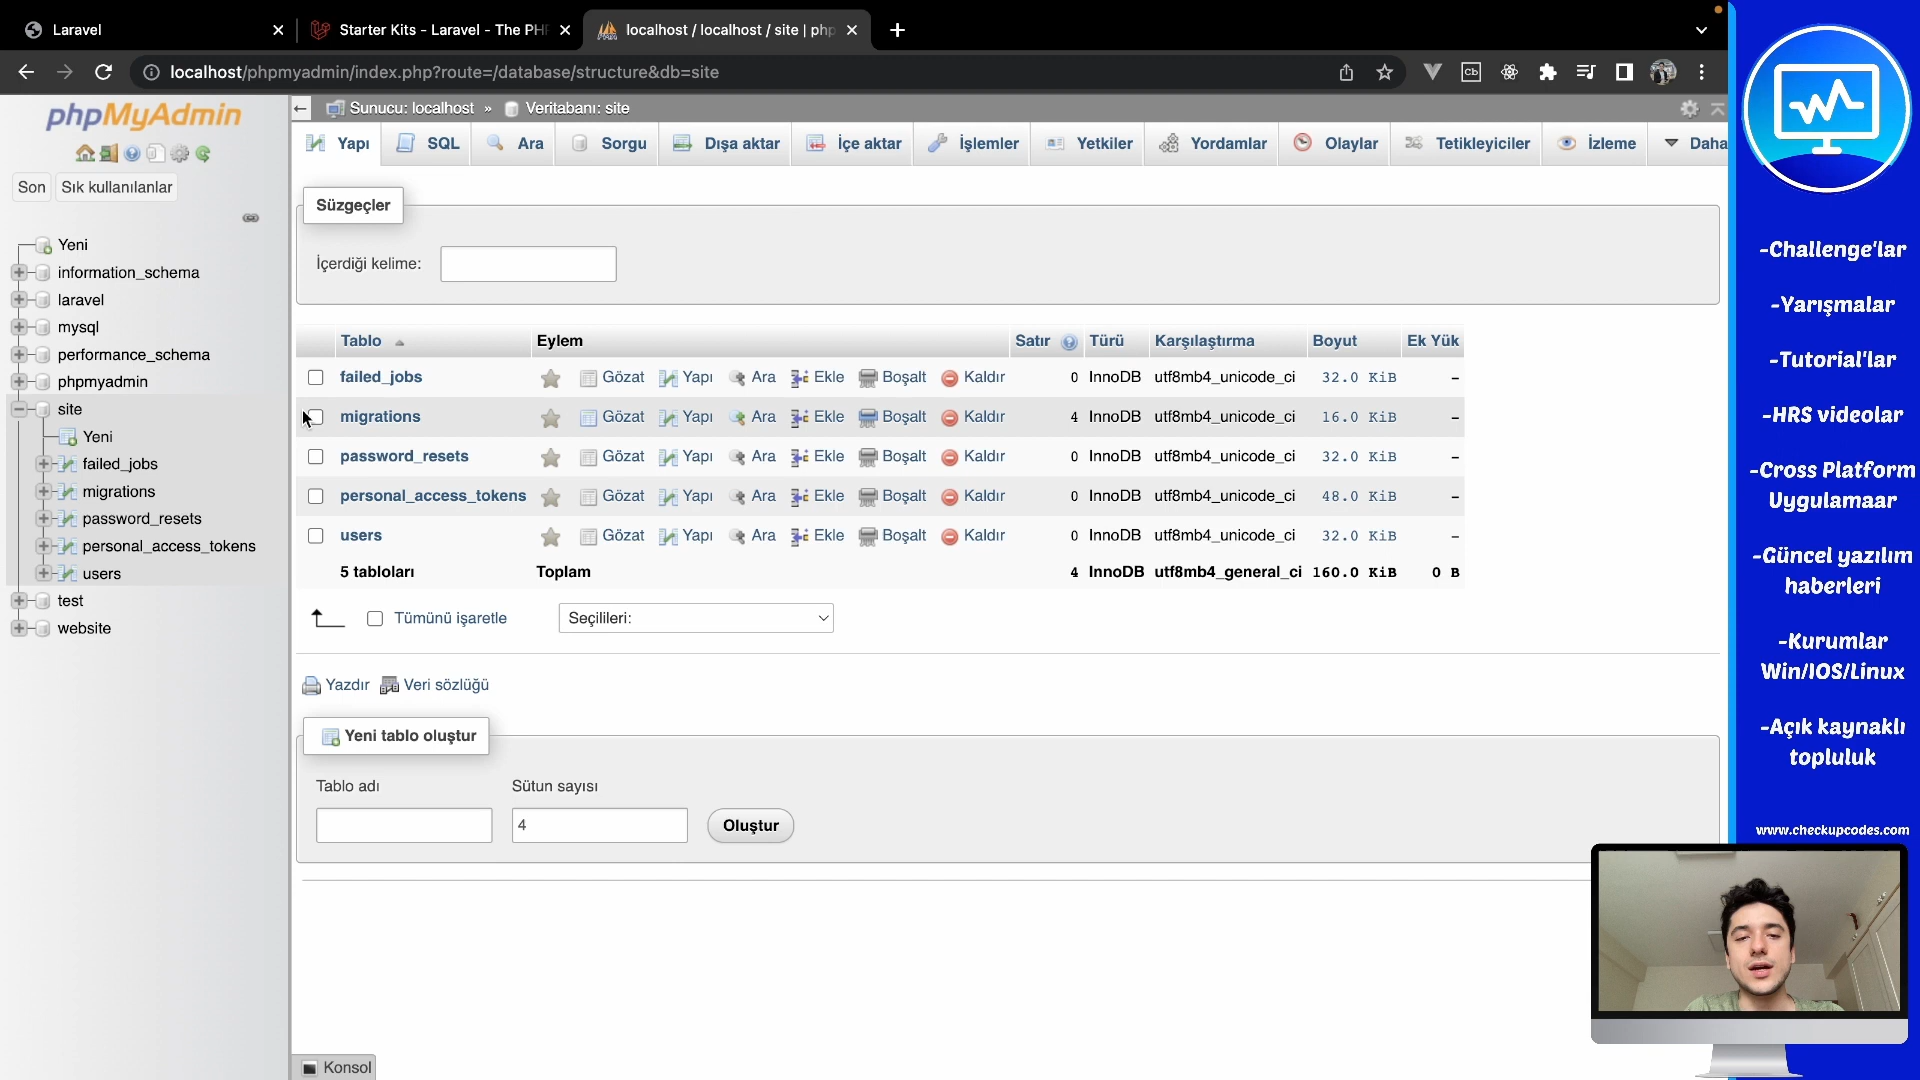 Laravel
Starter Kits - Laravel - The PH
localhost / localhost / site | php
localhost/phpmyadmin/index.php?route=/database/structure&db=site
phpMyAdmin
Sunucu: localhost » Veritabanı: site
Yapı SQL Ara Sorgu Dışa aktar İçe aktar İşlemler Yetkiler Yordamlar Olaylar Tetikleyiciler İzleme Daha
Son Sık kullanılanlar
Yeni
information_schema
laravel
mysql
performance_schema
phpmyadmin
site
Yeni
failed_jobs
migrations
password_resets
personal_access_tokens
users
test
website
Süzgeçler
İçerdiği kelime:
Tablo Eylem Satır Türü Karşılaştırma Boyut Ek Yük
failed_jobs Gözat Yapı Ara Ekle Boşalt Kaldır 0 InnoDB utf8mb4_unicode_ci 32.0 KiB -
migrations Gözat Yapı Ara Ekle Boşalt Kaldır 4 InnoDB utf8mb4_unicode_ci 16.0 KiB -
password_resets Gözat Yapı Ara Ekle Boşalt Kaldır 0 InnoDB utf8mb4_unicode_ci 32.0 KiB -
personal_access_tokens Gözat Yapı Ara Ekle Boşalt Kaldır 0 InnoDB utf8mb4_unicode_ci 48.0 KiB -
users Gözat Yapı Ara Ekle Boşalt Kaldır 0 InnoDB utf8mb4_unicode_ci 32.0 KiB -
5 tabloları Toplam 4 InnoDB utf8mb4_general_ci 160.0 KiB 0 B
Tümünü işaretle Seçilileri:
Yazdır Veri sözlüğü
Yeni tablo oluştur
Tablo adı Sütun sayısı
4 Oluştur
Konsol
-Challenge'lar
-Yarışmalar
-Tutorial'lar
-HRS videolar
-Cross Platform
Uygulamaar
-Güncel yazılım
haberleri
-Kurumlar
Win/IOS/Linux
-Açık kaynaklı
topluluk
www.checkupcodes.com